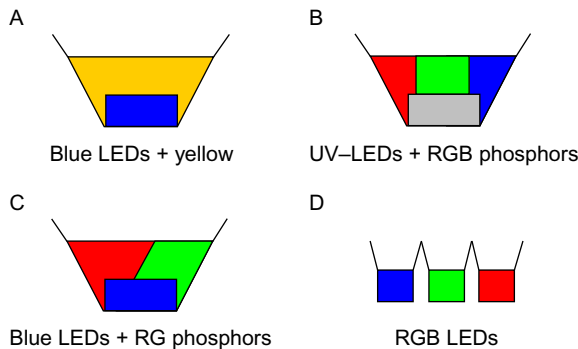 A
B
Blue LEDs + yellow
UV–LEDs + RGB phosphors
C
D
Blue LEDs + RG phosphors
RGB LEDs